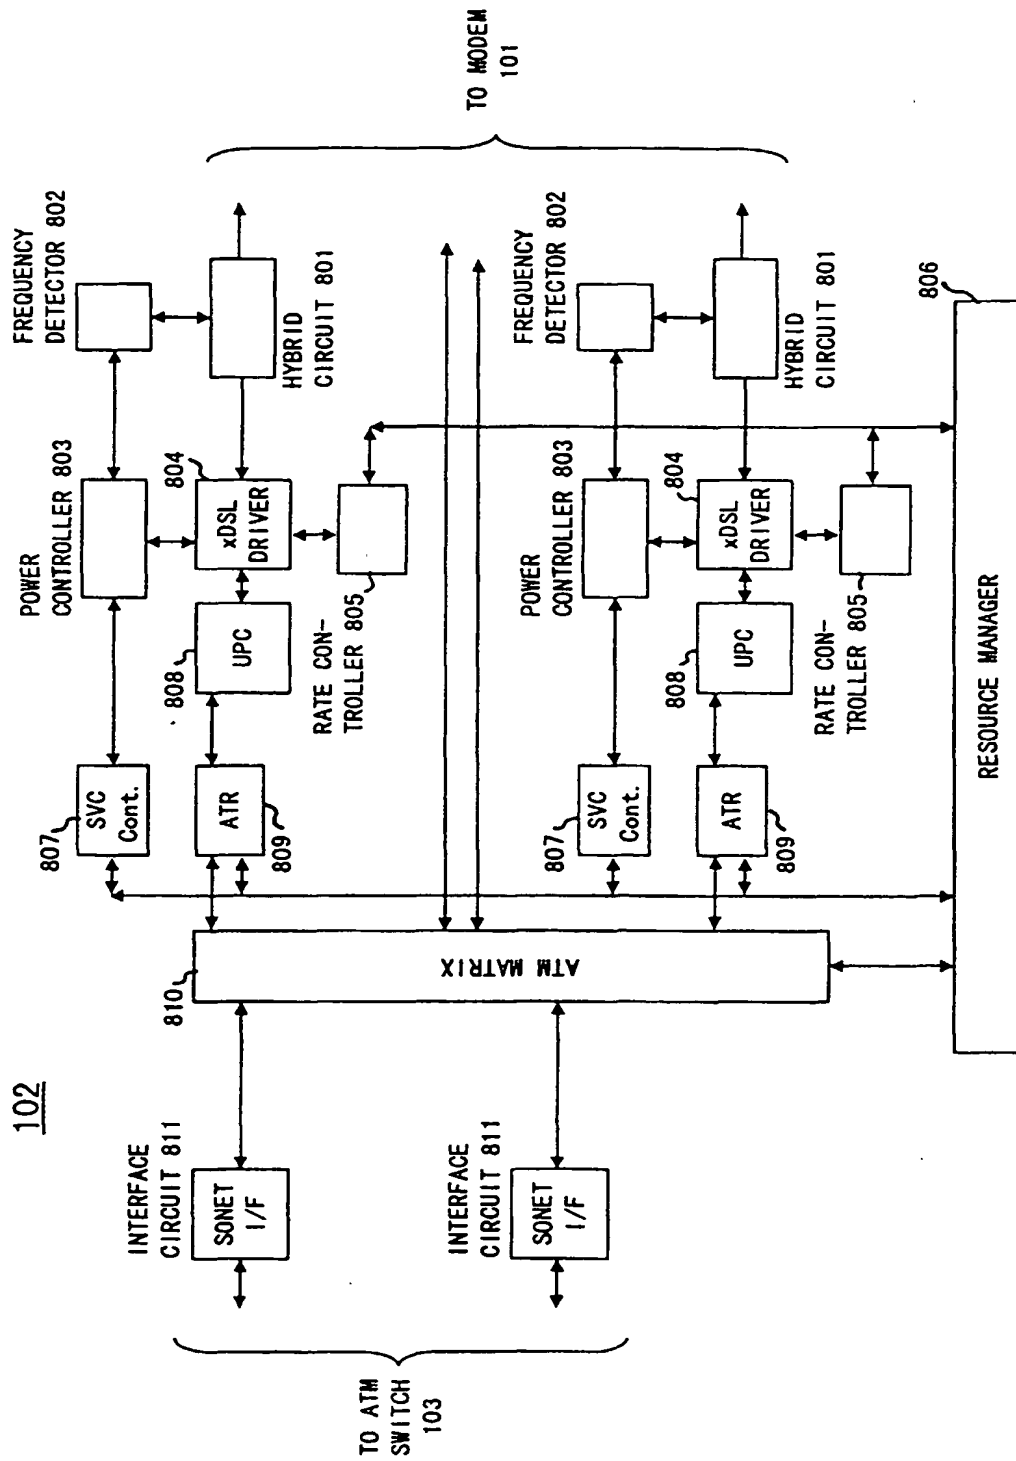 102
FREQUENCY
DETECTOR 802
POWER
CONTROLLER 803
807
SVC
Cont.
804
xDSL
DRIVER
HYBRID
CIRCUIT 801
808
UPC
ATR
809
RATE CON-
TROLLER 805
INTERFACE
CIRCUIT 811
SONET
I/F
810
ATM MATRIX
TO ATM
SWITCH
103
TO MODEM
101
FREQUENCY
DETECTOR 802
POWER
CONTROLLER 803
807
SVC
Cont.
804
xDSL
DRIVER
HYBRID
CIRCUIT 801
808
UPC
ATR
809
RATE CON-
TROLLER 805
INTERFACE
CIRCUIT 811
SONET
I/F
806
RESOURCE MANAGER